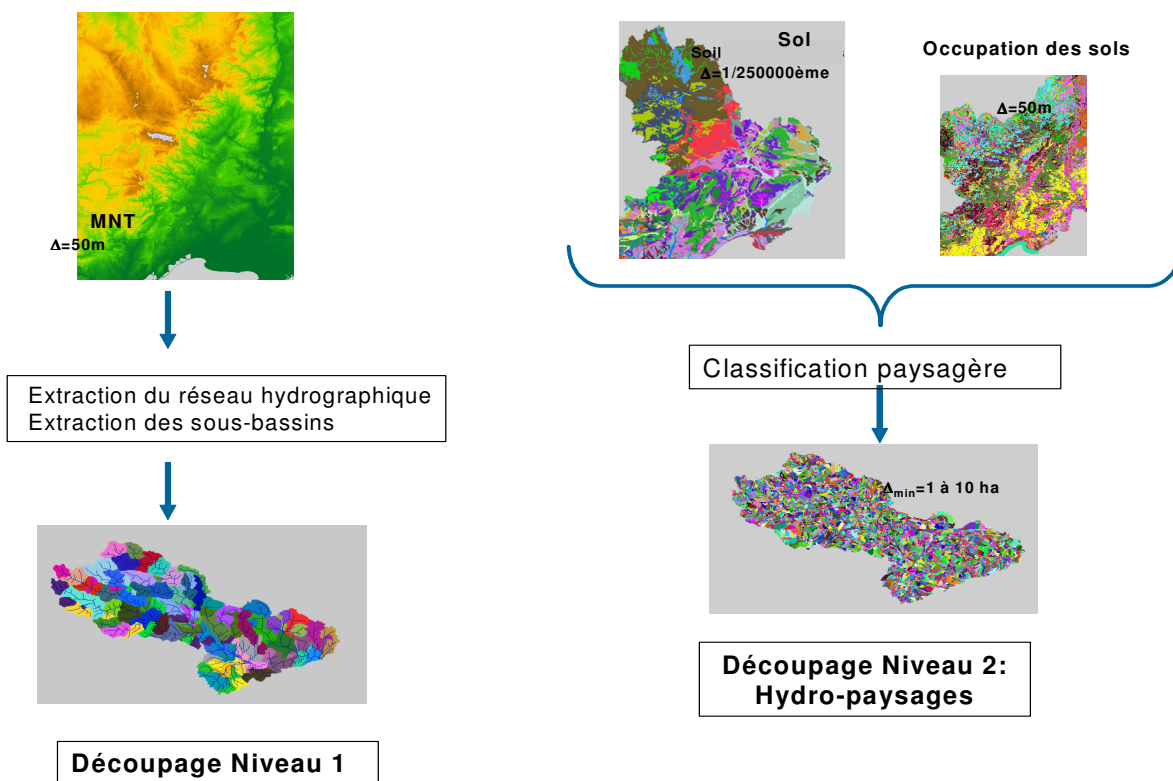 MNT
Δ=50m
Extraction du réseau hydrographique
Extraction des sous-bassins
Découpage Niveau 1
Sol
Soil
Δ=1/250000ème
Occupation des sols
Δ=50m
Classification paysagère
Δmin=1 à 10 ha
Découpage Niveau 2:
Hydro-paysages